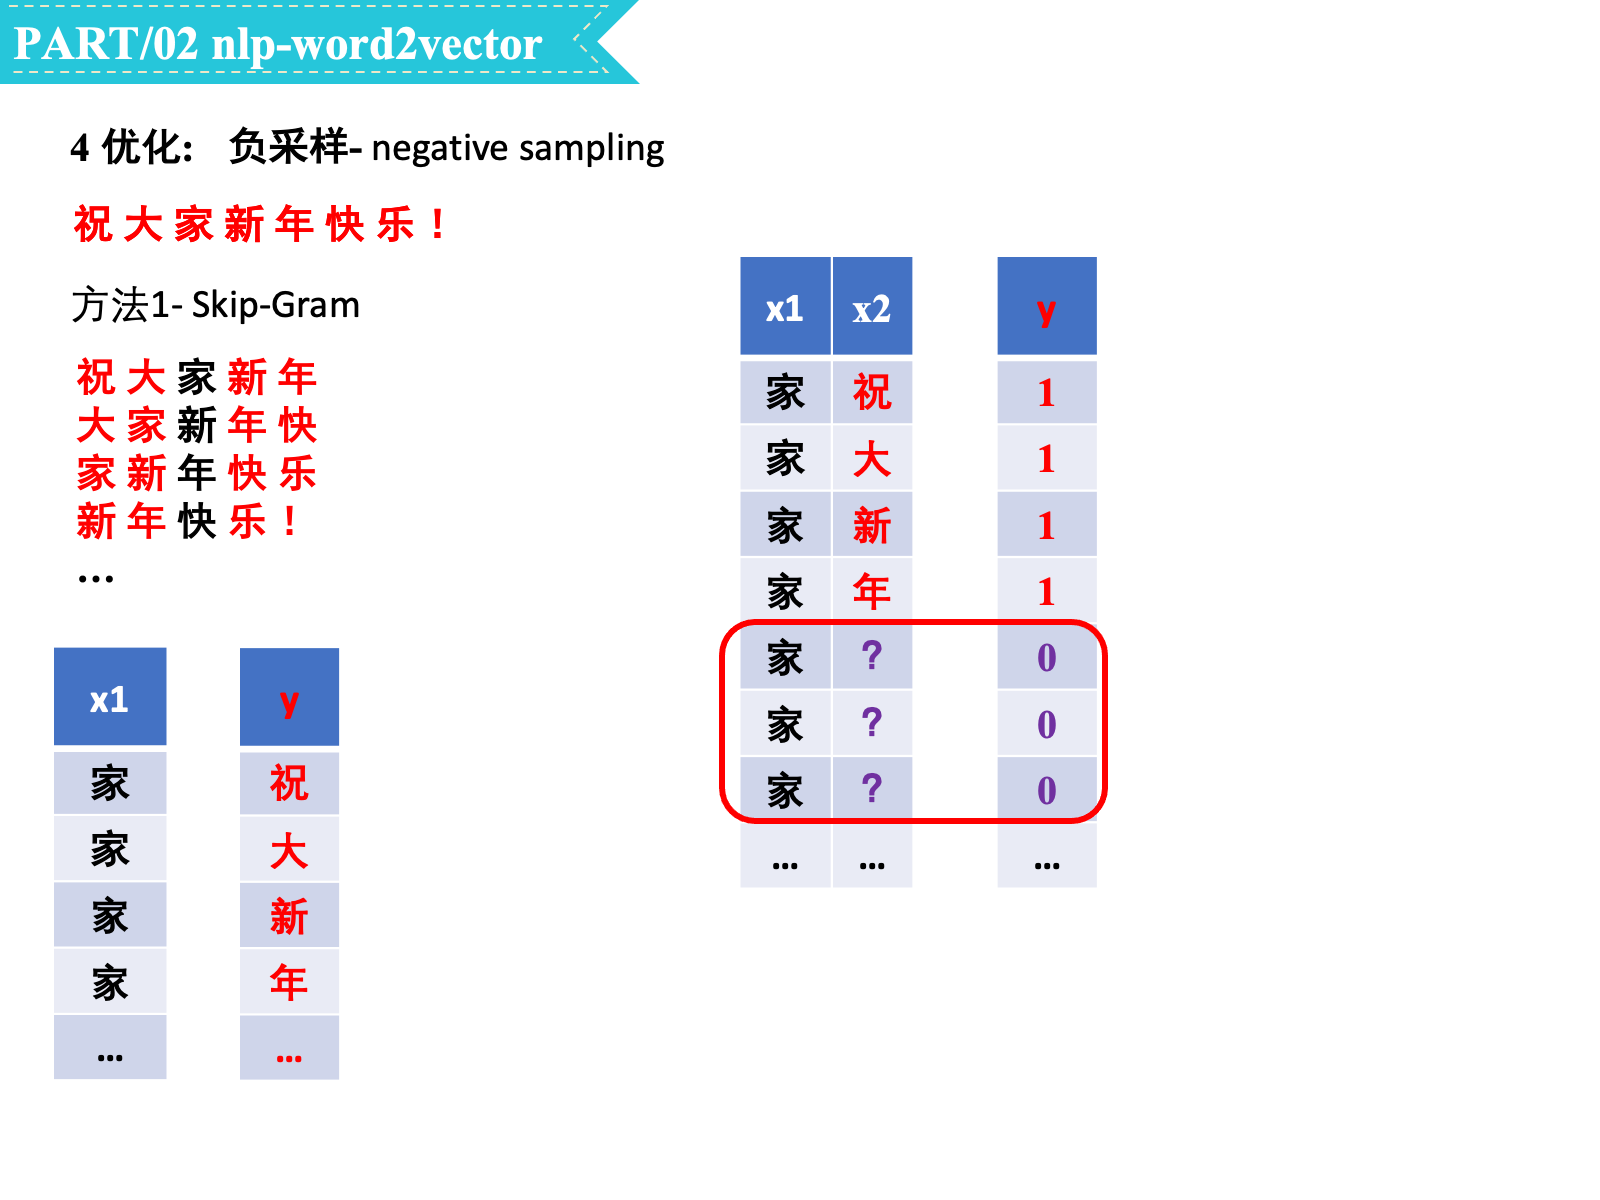 PART/02 nlp-word2vector
4 优化: 负采样- negative sampling
祝 大 家 新 年 快 乐 ！
方法1- Skip-Gram
祝 大 家 新 年
大 家 新 年 快
家 新 年 快 乐
新 年 快 乐 ！
...
x1 y
家 祝
家 大
家 新
家 年
... ...
x1 x2 y
家 祝 1
家 大 1
家 新 1
家 年 1
家 ? 0
家 ? 0
家 ? 0
... ... ...